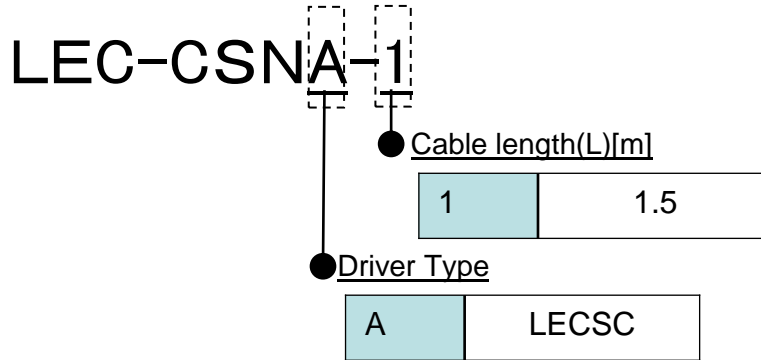 LEC-CSNA-1
Cable length(L)[m]
1 1.5
Driver Type
A LECSC